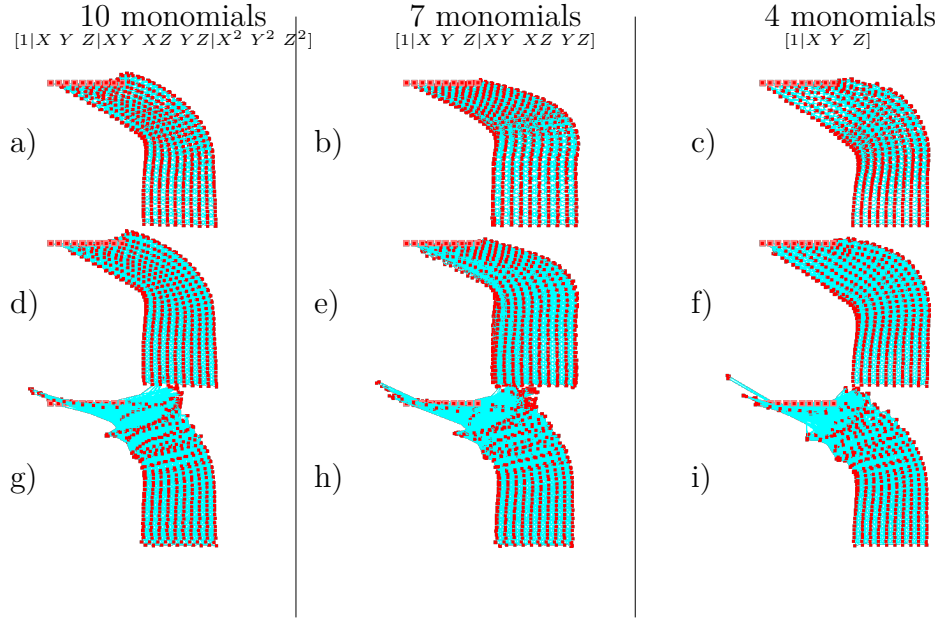 10 monomials 7 monomials 4 monomials
[1|X Y Z|XY XZ YZ|X² Y² Z²] [1|X Y Z|XY XZ YZ] [1|X Y Z]
a) b) c)
d) e) f)
g) h) i)